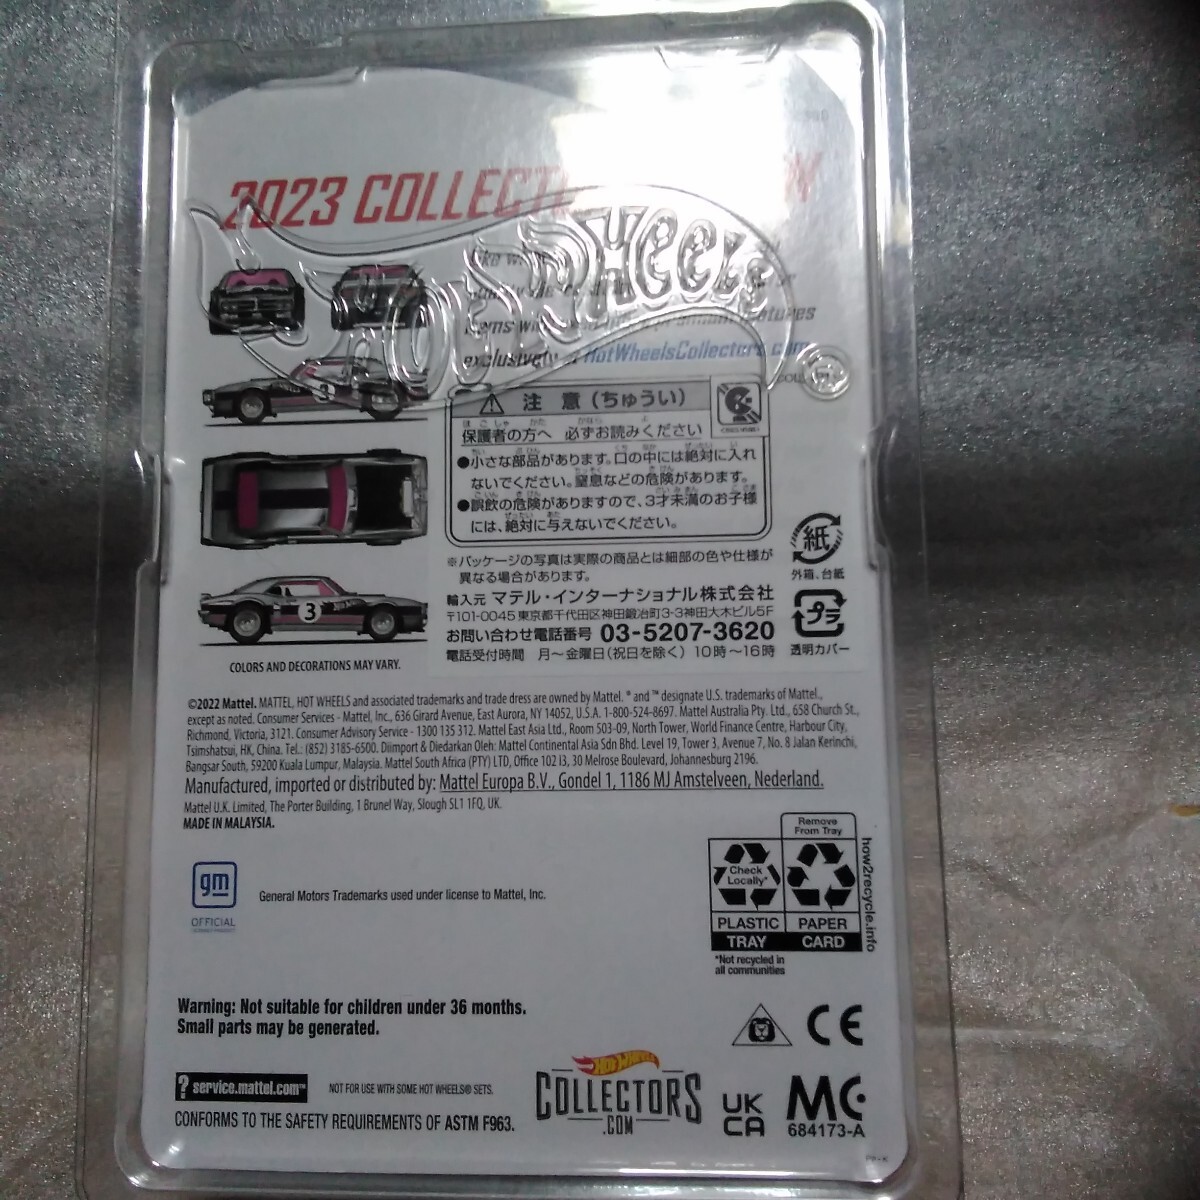 2023 COLLECT
Hot Wheels
exclusively at HotWheelsCollectors.com
注 意 (ちゅうい)
保護者の方へ 必ずお読みください
●小さな部品があります。口の中には絶対に入れ
ないでください。窒息などの危険があります。
●誤飲の危険がありますので、3才未満のお子様
には、絶対に与えないでください。
※パッケージの写真は実際の商品とは細部の色や仕様が
異なる場合があります。
輸入元 マテル・インターナショナル株式会社
〒101-0045 東京都千代田区神田鍛冶町3-3神田大木ビル5F
お問い合わせ電話番号 03-5207-3620
電話受付時間 月～金曜日(祝日を除く) 10時～16時
紙
外箱、台紙
プラ
透明カバー
3
3
COLORS AND DECORATIONS MAY VARY.
©2022 Mattel. MATTEL, HOT WHEELS and associated trademarks and trade dress are owned by Mattel. ® and ™ designate U.S. trademarks of Mattel.,
except as noted. Consumer Services - Mattel, Inc., 636 Girard Avenue, East Aurora, NY 14052, U.S.A. 1-800-524-8697. Mattel Australia Pty. Ltd., 658 Church St.,
Richmond, Victoria, 3121. Consumer Advisory Service - 1300 135 312. Mattel East Asia Ltd., Room 503-09, North Tower, World Finance Centre, Harbour City,
Tsimshatsui, HK, China. Tel.: (852) 3185-6500. Diimport & Diedarkan Oleh: Mattel Continental Asia Sdn Bhd. Level 19, Tower 3, Avenue 7, No. 8 Jalan Kerinchi,
Bangsar South, 59200 Kuala Lumpur, Malaysia. Mattel South Africa (PTY) LTD, Office 102 I3, 30 Melrose Boulevard, Johannesburg 2196.
Manufactured, imported or distributed by: Mattel Europa B.V., Gondel 1, 1186 MJ Amstelveen, Nederland.
Mattel U.K. Limited, The Porter Building, 1 Brunel Way, Slough SL1 1FQ, UK.
MADE IN MALAYSIA.
gm
OFFICIAL
General Motors Trademarks used under license to Mattel, Inc.
Remove
From Tray
Check
Locally*
PLASTIC
PAPER
TRAY
CARD
how2recycle.info
*Not recycled in
all communities
Warning: Not suitable for children under 36 months.
Small parts may be generated.
CE
? service.mattel.com™
NOT FOR USE WITH SOME HOT WHEELS® SETS.
CONFORMS TO THE SAFETY REQUIREMENTS OF ASTM F963.
HOT WHEELS
COLLECTORS
.COM
UK
CA
MC
684173-A